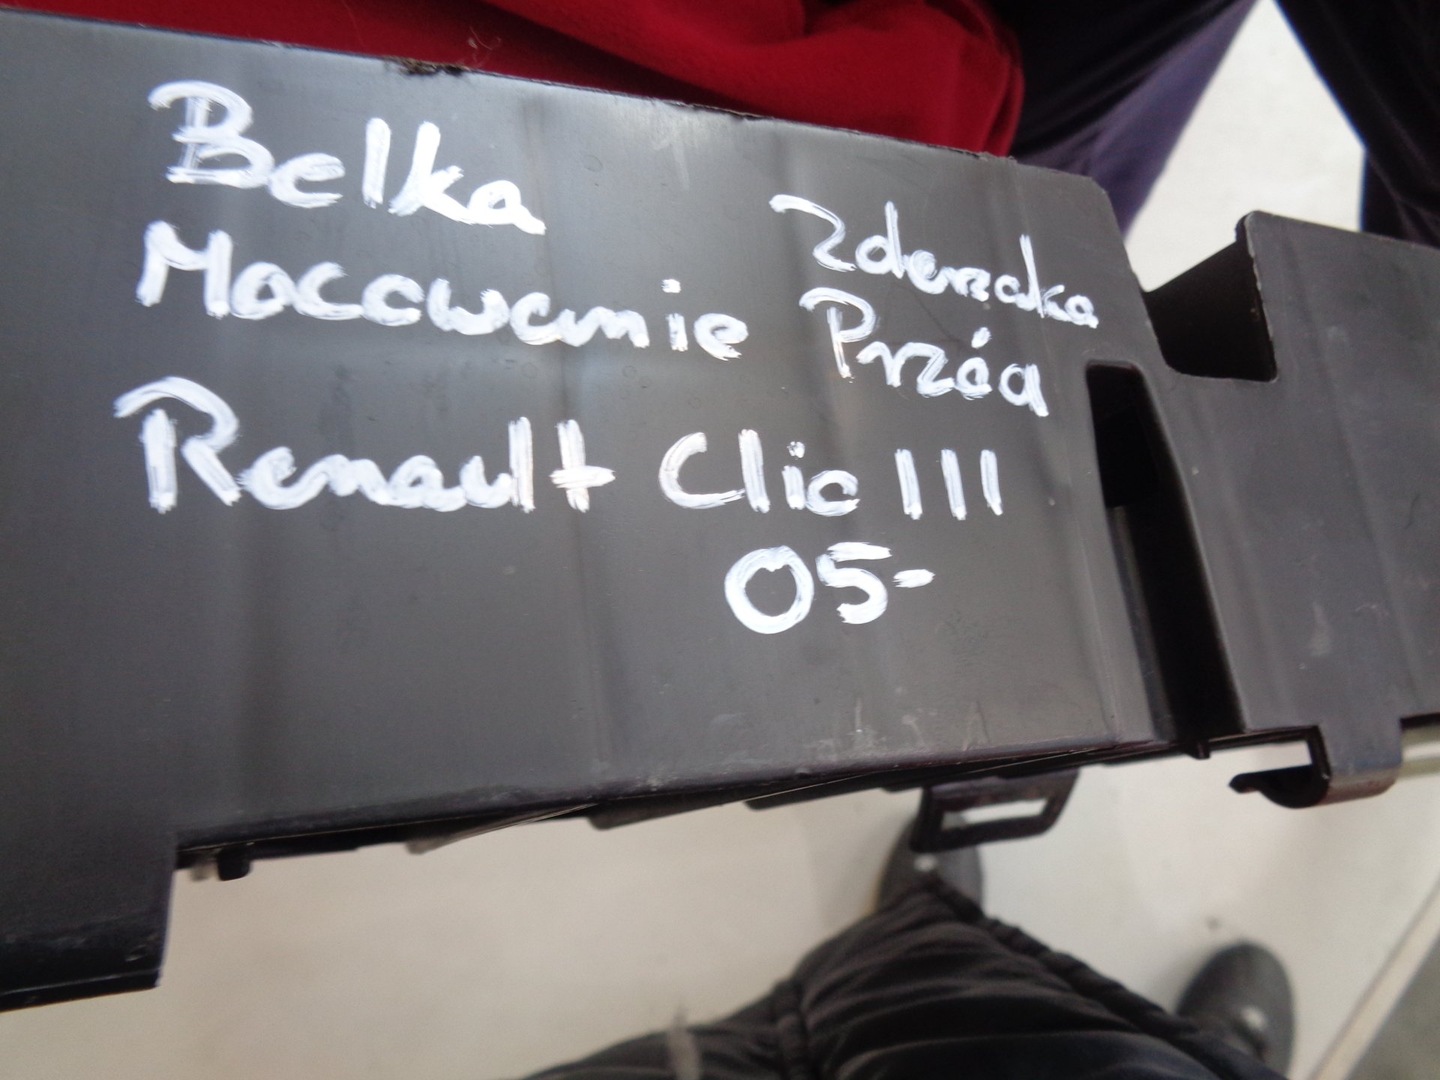 Belka
Mocowanie Zderzaka
Przód
Renault Clio III
05-